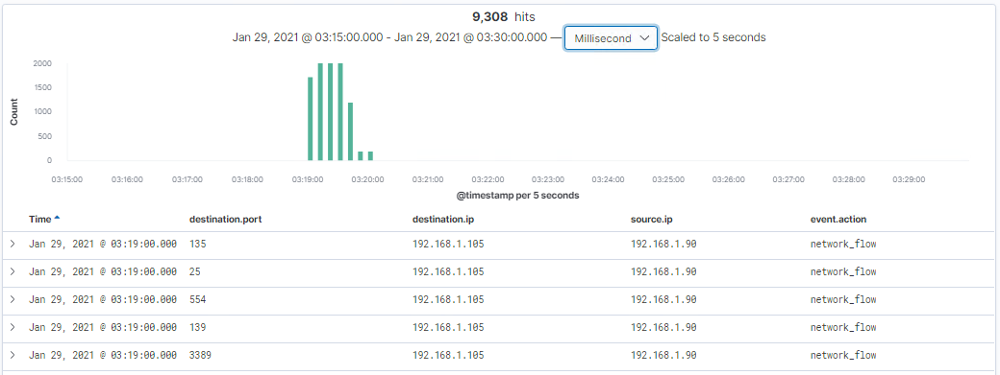 9,308 hits
Jan 29, 2021 @ 03:15:00.000 - Jan 29, 2021 @ 03:30:00.000 — Millisecond Scaled to 5 seconds
2000
1500
1000
500
0
Count
03:15:00 03:16:00 03:17:00 03:18:00 03:19:00 03:20:00 03:21:00 03:22:00 03:23:00 03:24:00 03:25:00 03:26:00 03:27:00 03:28:00 03:29:00
@timestamp per 5 seconds
Time destination.port destination.ip source.ip event.action
Jan 29, 2021 @ 03:19:00.000 135 192.168.1.105 192.168.1.90 network_flow
Jan 29, 2021 @ 03:19:00.000 25 192.168.1.105 192.168.1.90 network_flow
Jan 29, 2021 @ 03:19:00.000 554 192.168.1.105 192.168.1.90 network_flow
Jan 29, 2021 @ 03:19:00.000 139 192.168.1.105 192.168.1.90 network_flow
Jan 29, 2021 @ 03:19:00.000 3389 192.168.1.105 192.168.1.90 network_flow